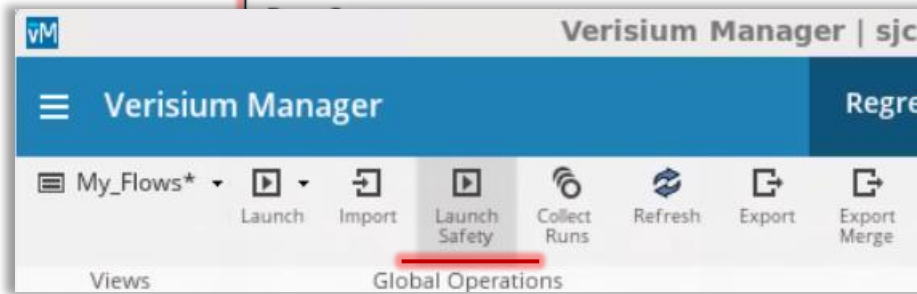 vM Verisium Manager | sjc
Verisium Manager Regre
My_Flows* Launch Import Launch Safety Collect Runs Refresh Export Export Merge
Views Global Operations